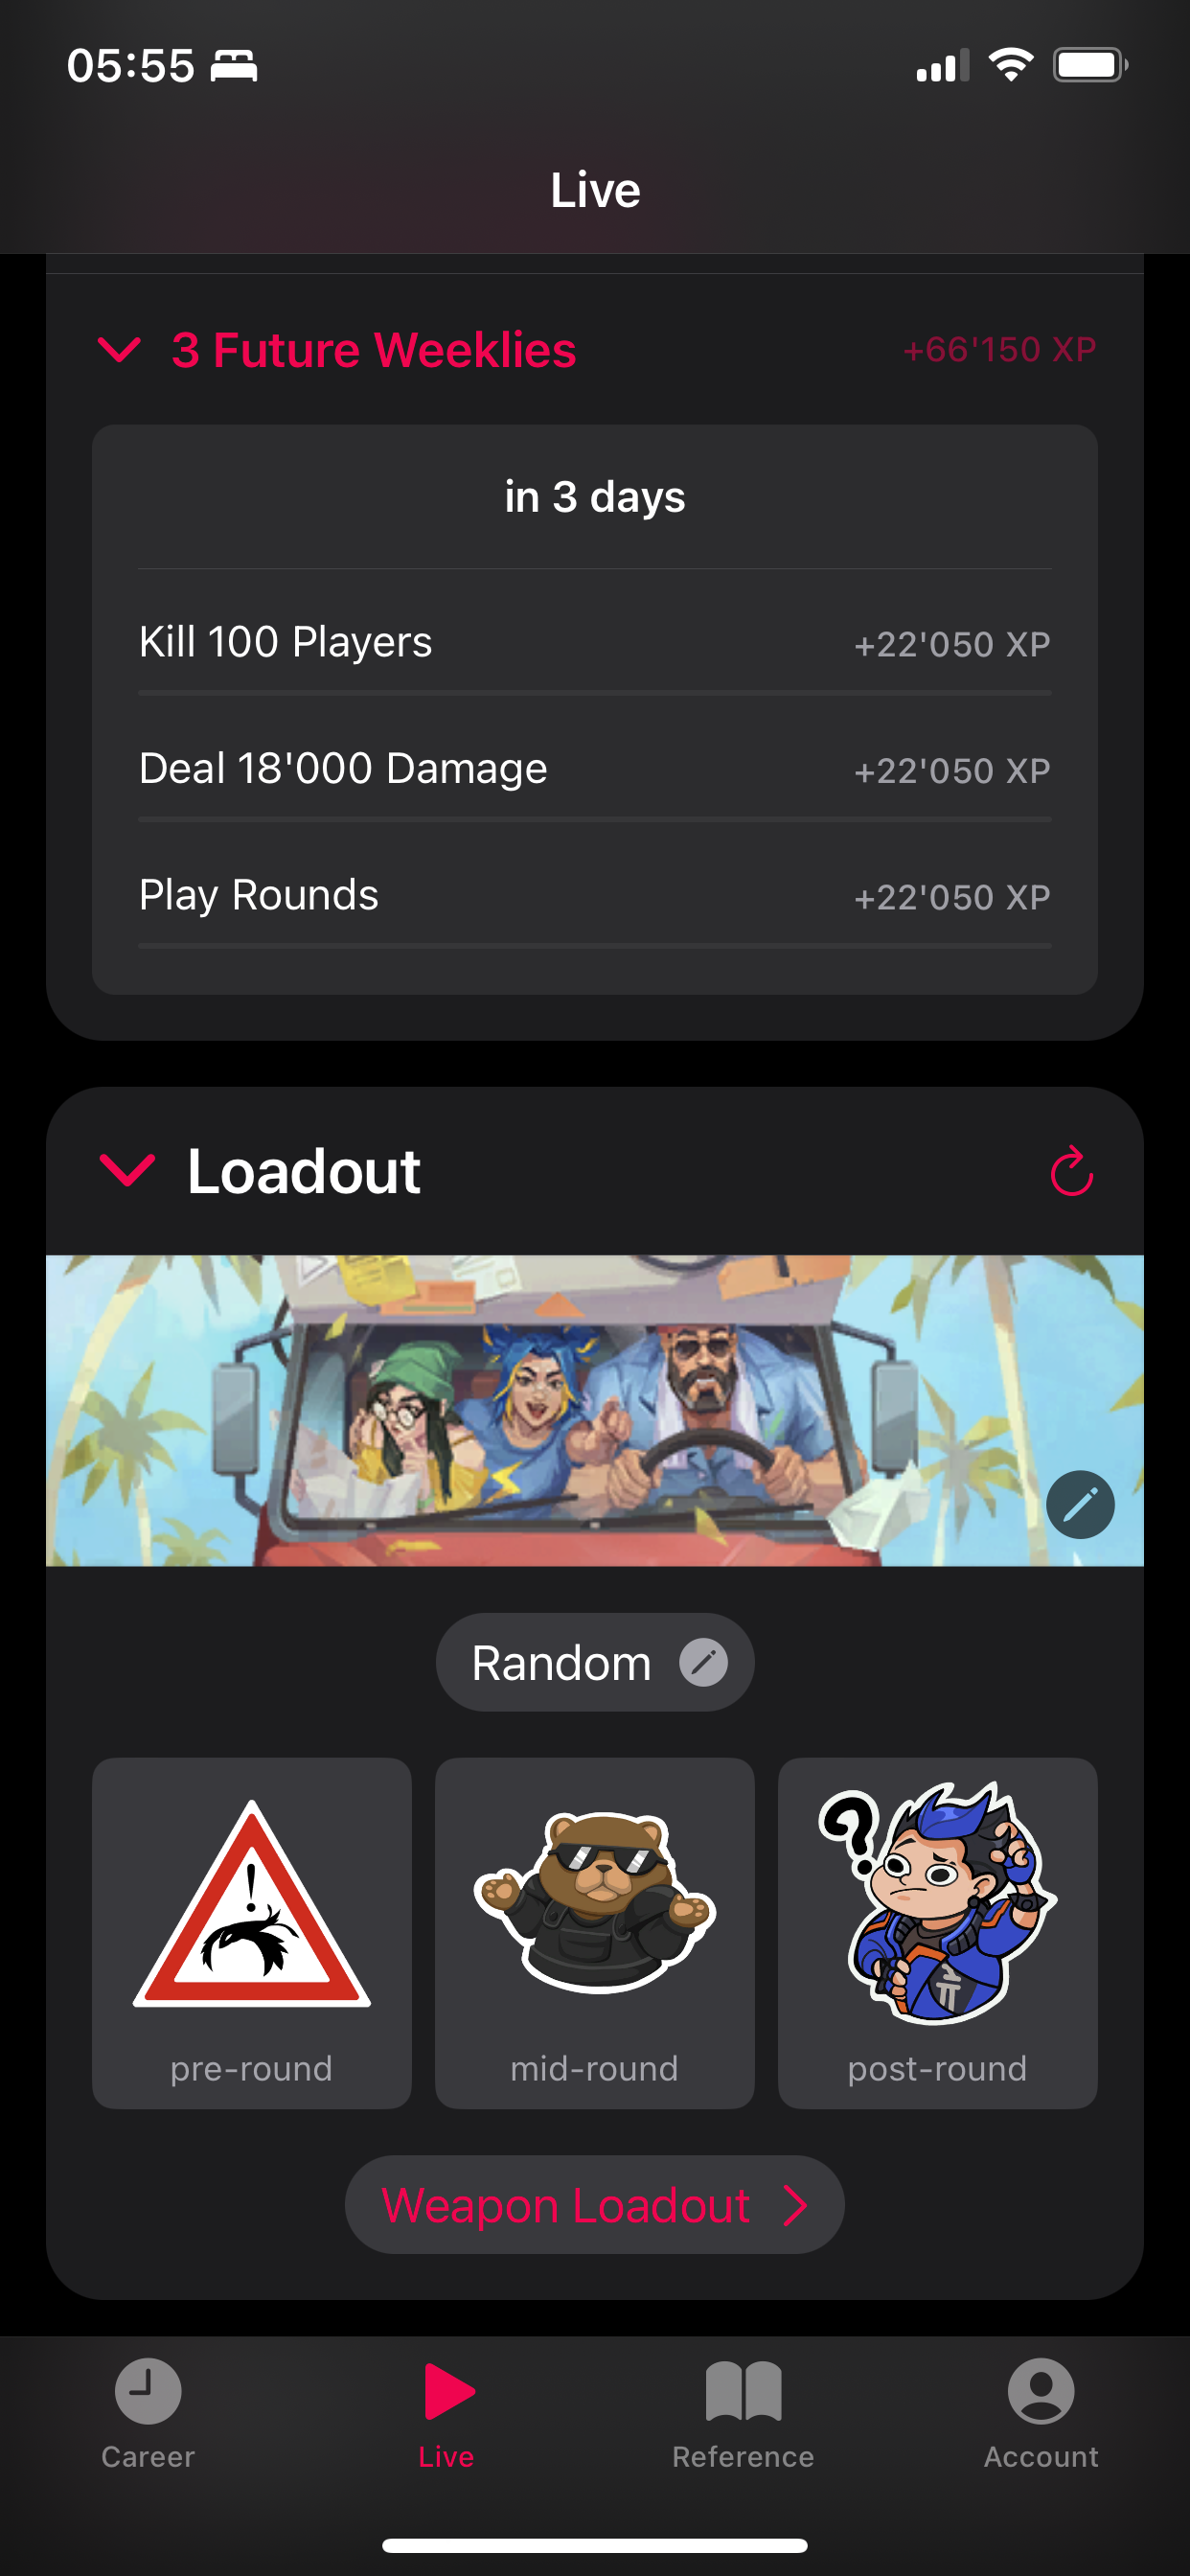 05:55
Live
3 Future Weeklies +66'150 XP
in 3 days
Kill 100 Players +22'050 XP
Deal 18'000 Damage +22'050 XP
Play Rounds +22'050 XP
Loadout
Random
?
pre-round mid-round post-round
Weapon Loadout
Career Live Reference Account